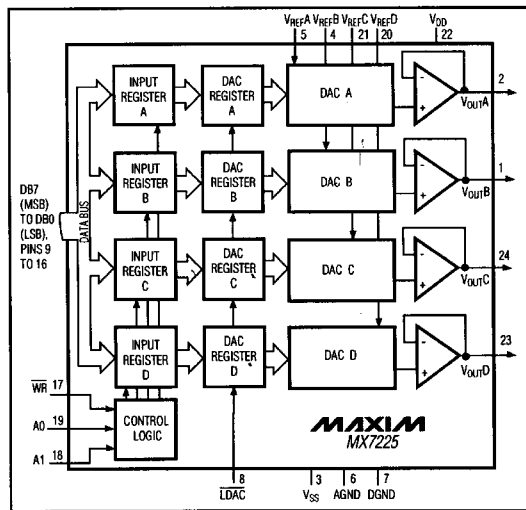 VREFA VREFB VREFC VREFD VDD
5 4 21 20 22
INPUT REGISTER A
DAC REGISTER A
DAC A
- +
2
VOUTA
INPUT REGISTER B
DAC REGISTER B
DAC B
- +
1
VOUTB
DB7 (MSB) TO DB0 (LSB), PINS 9 TO 16
DATA BUS
INPUT REGISTER C
DAC REGISTER C
DAC C
- +
24
VOUTC
INPUT REGISTER D
DAC REGISTER D
DAC D
- +
23
VOUTD
W̅R̅ 17
A0 19
A1 18
CONTROL LOGIC
MAXIM
MX7225
8 3 6 7
L̅D̅A̅C̅ VSS AGND DGND